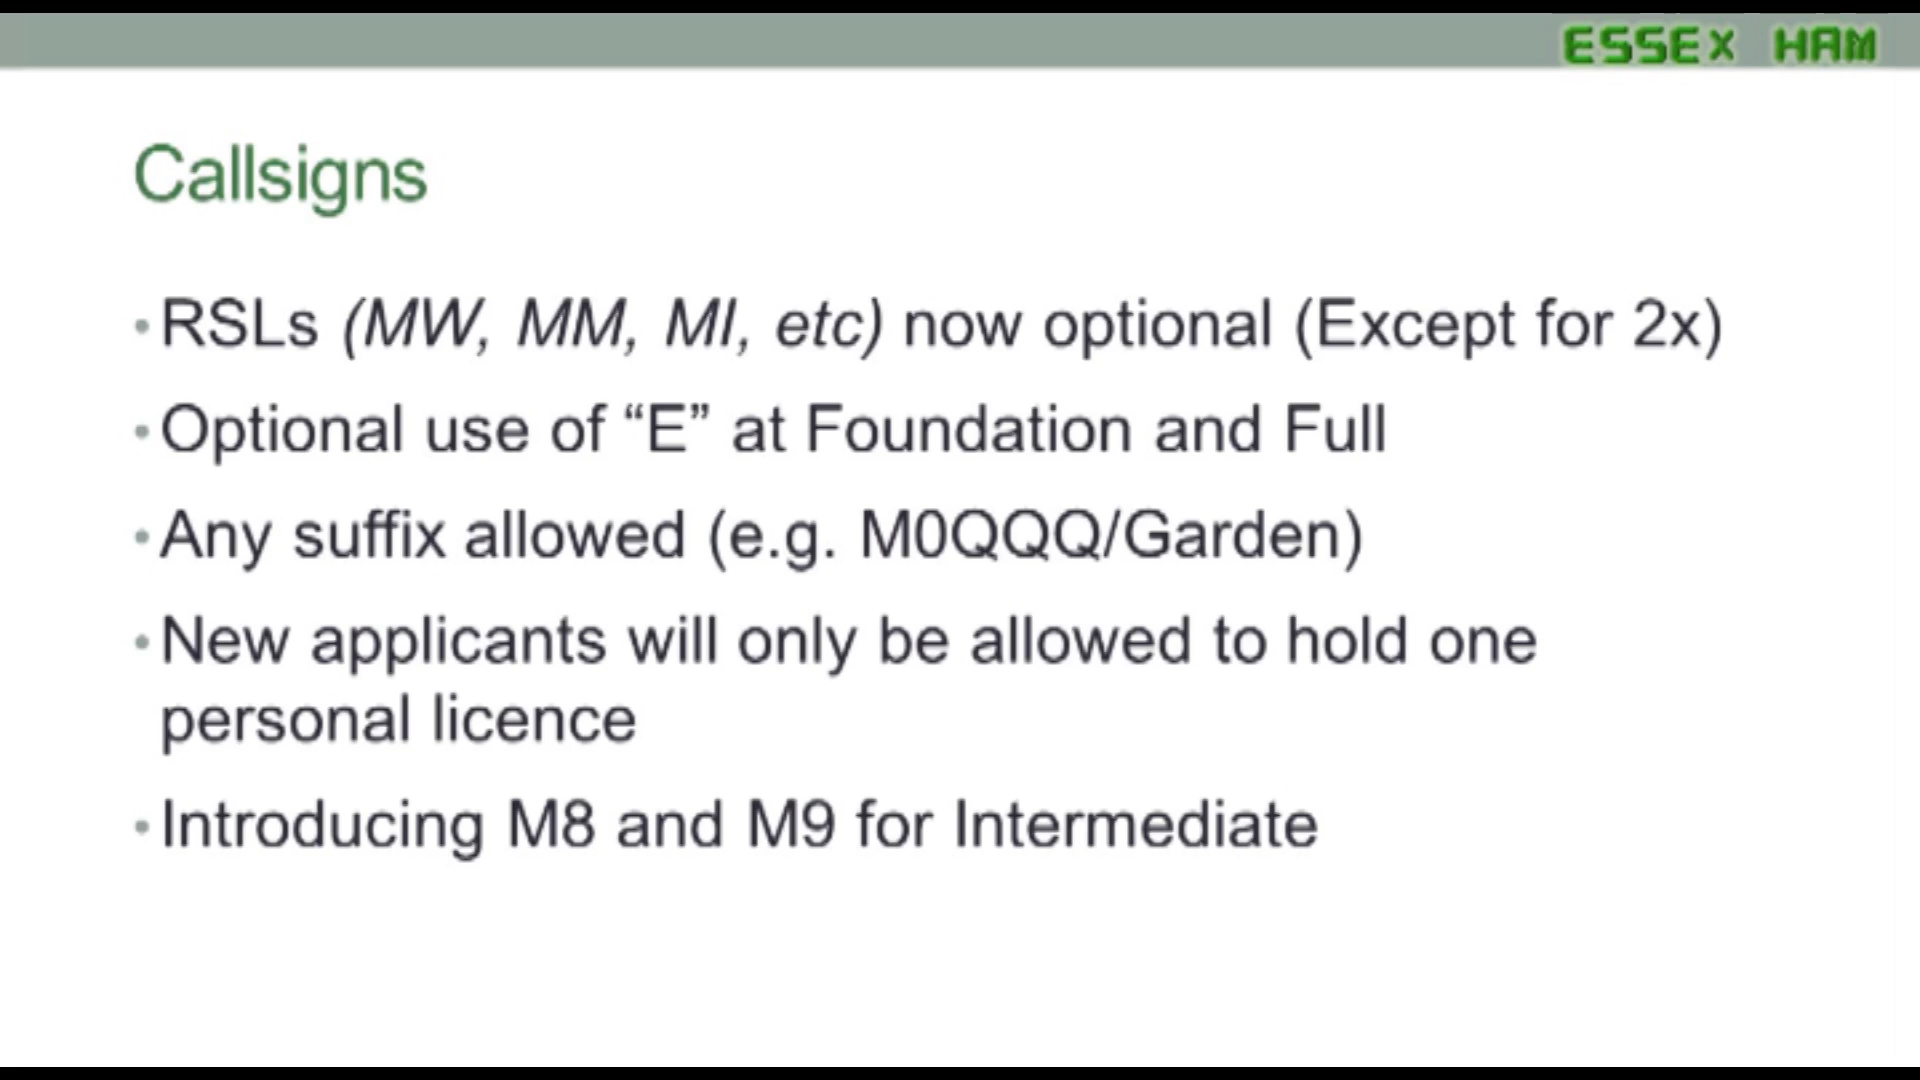 ESSEX HAM
Callsigns
• RSLs (MW, MM, MI, etc) now optional (Except for 2x)
• Optional use of “E” at Foundation and Full
• Any suffix allowed (e.g. M0QQQ/Garden)
• New applicants will only be allowed to hold one
personal licence
• Introducing M8 and M9 for Intermediate